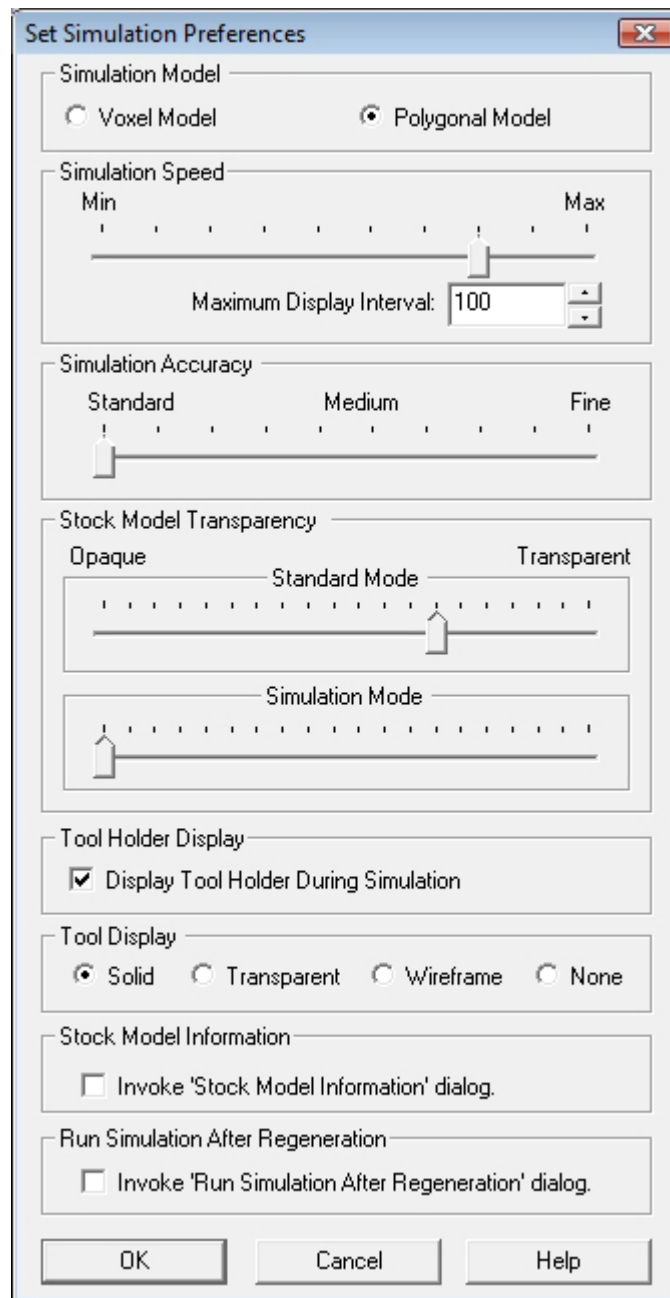 Set Simulation Preferences
Simulation Model
Voxel Model Polygonal Model
Simulation Speed
Min Max
Maximum Display Interval: 100
Simulation Accuracy
Standard Medium Fine
Stock Model Transparency
Opaque Transparent
Standard Mode
Simulation Mode
Tool Holder Display
Display Tool Holder During Simulation
Tool Display
Solid Transparent Wireframe None
Stock Model Information
Invoke 'Stock Model Information' dialog.
Run Simulation After Regeneration
Invoke 'Run Simulation After Regeneration' dialog.
OK Cancel Help